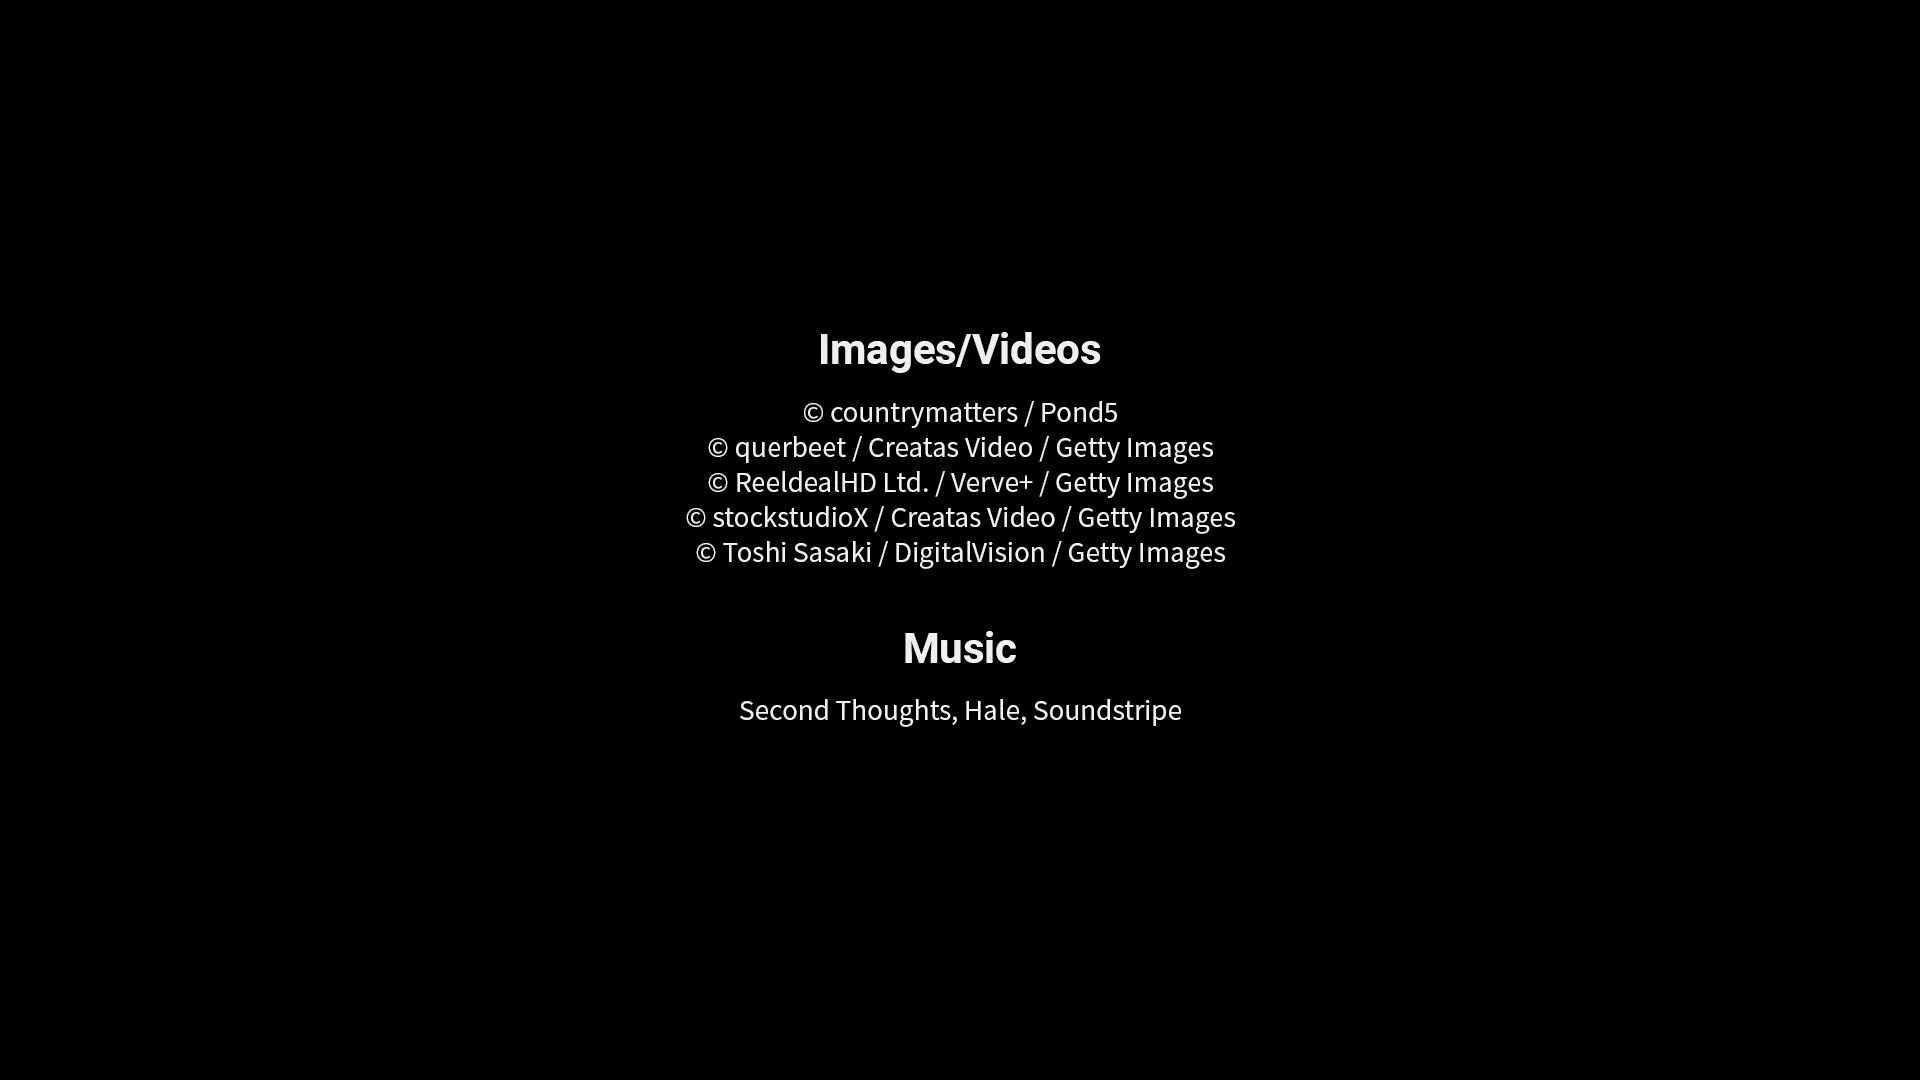 Images/Videos
© countrymatters / Pond5
© querbeet / Creatas Video / Getty Images
© ReeldealHD Ltd. / Verve+ / Getty Images
© stockstudioX / Creatas Video / Getty Images
© Toshi Sasaki / DigitalVision / Getty Images
Music
Second Thoughts, Hale, Soundstripe